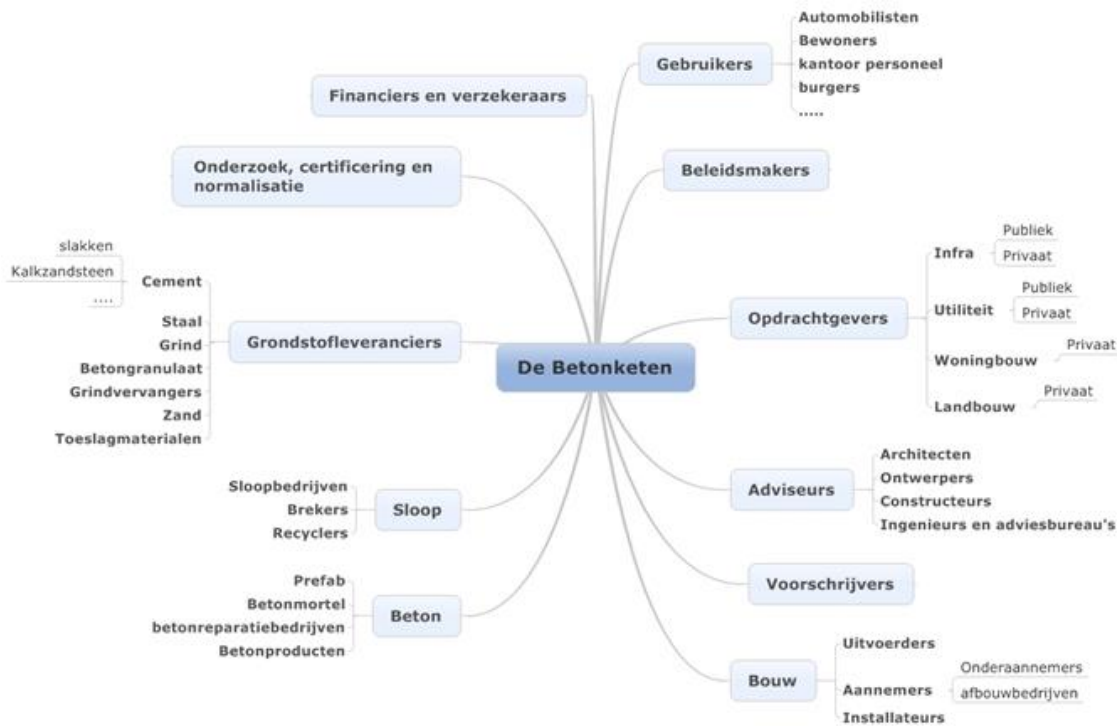 Automobilisten
Bewoners
Gebruikers
kantoor personeel
burgers
.....
Financiers en verzekeraars
Onderzoek, certificering en
normalisatie
Beleidsmakers
slakken
Kalkzandsteen
....
Cement
Staal
Grind
Betongranulaat
Grindvervangers
Zand
Toeslagmaterialen
Grondstofleveranciers
De Betonketen
Opdrachtgevers
Infra
Publiek
Privaat
Utiliteit
Publiek
Privaat
Woningbouw
Privaat
Landbouw
Privaat
Sloopbedrijven
Brekers
Recyclers
Sloop
Adviseurs
Architecten
Ontwerpers
Constructeurs
Ingenieurs en adviesbureau's
Prefab
Betonmortel
betonreparatiebedrijven
Betonproducten
Beton
Voorschrijvers
Bouw
Uitvoerders
Aannemers
Onderaannemers
afbouwbedrijven
Installateurs